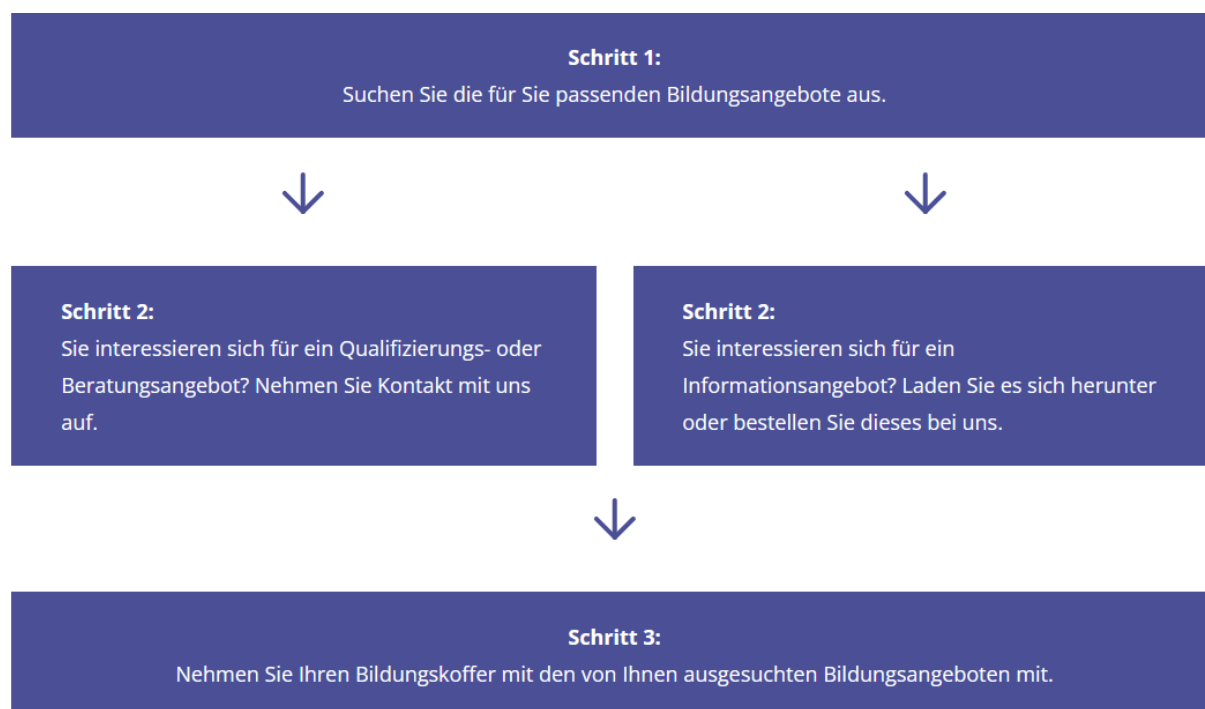 Schritt 1:
Suchen Sie die für Sie passenden Bildungsangebote aus.
Schritt 2:
Sie interessieren sich für ein Qualifizierungs- oder
Beratungsangebot? Nehmen Sie Kontakt mit uns
auf.
Schritt 2:
Sie interessieren sich für ein
Informationsangebot? Laden Sie es sich herunter
oder bestellen Sie dieses bei uns.
Schritt 3:
Nehmen Sie Ihren Bildungskoffer mit den von Ihnen ausgesuchten Bildungsangeboten mit.